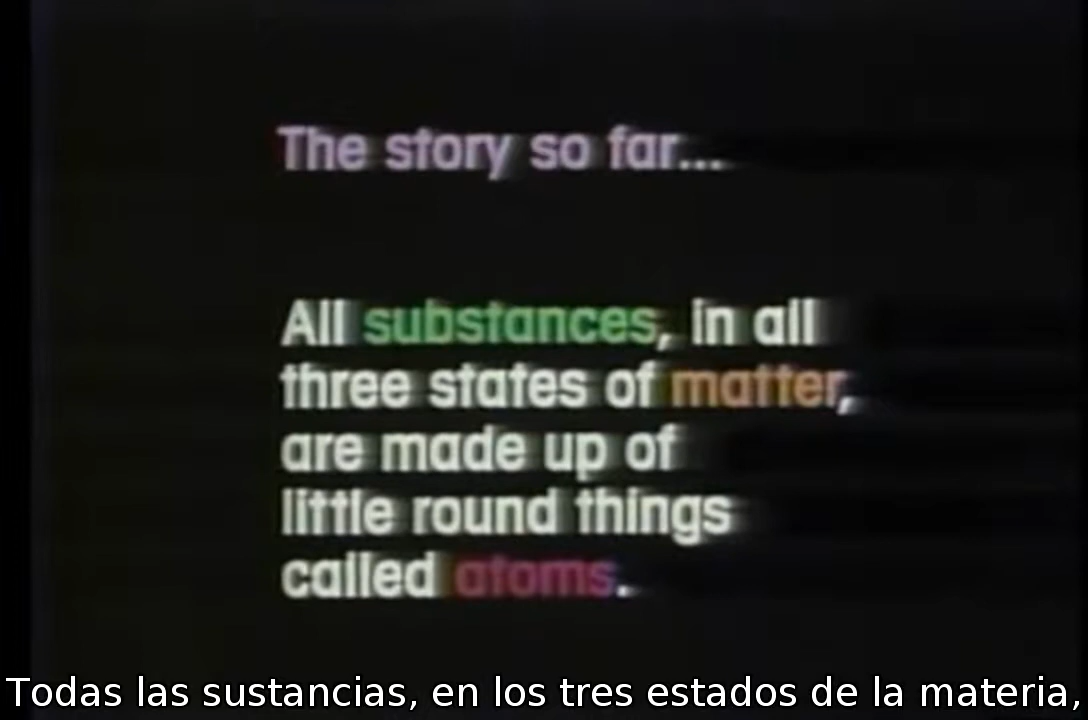 The story so far...
All substances, in all
three states of matter,
are made up of
little round things
called atoms.
Todas las sustancias, en los tres estados de la materia,